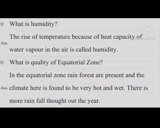 Q What is humidity?
The rise of temperature because of heat capacity of
Ans
water vapour in the air is called humidity.
Q What is quality of Equatorial Zone?
In the equatorial zone rain forest are present and the
Ans climate here is found to be very hot and wet. There is
more rain fall thought out the year.